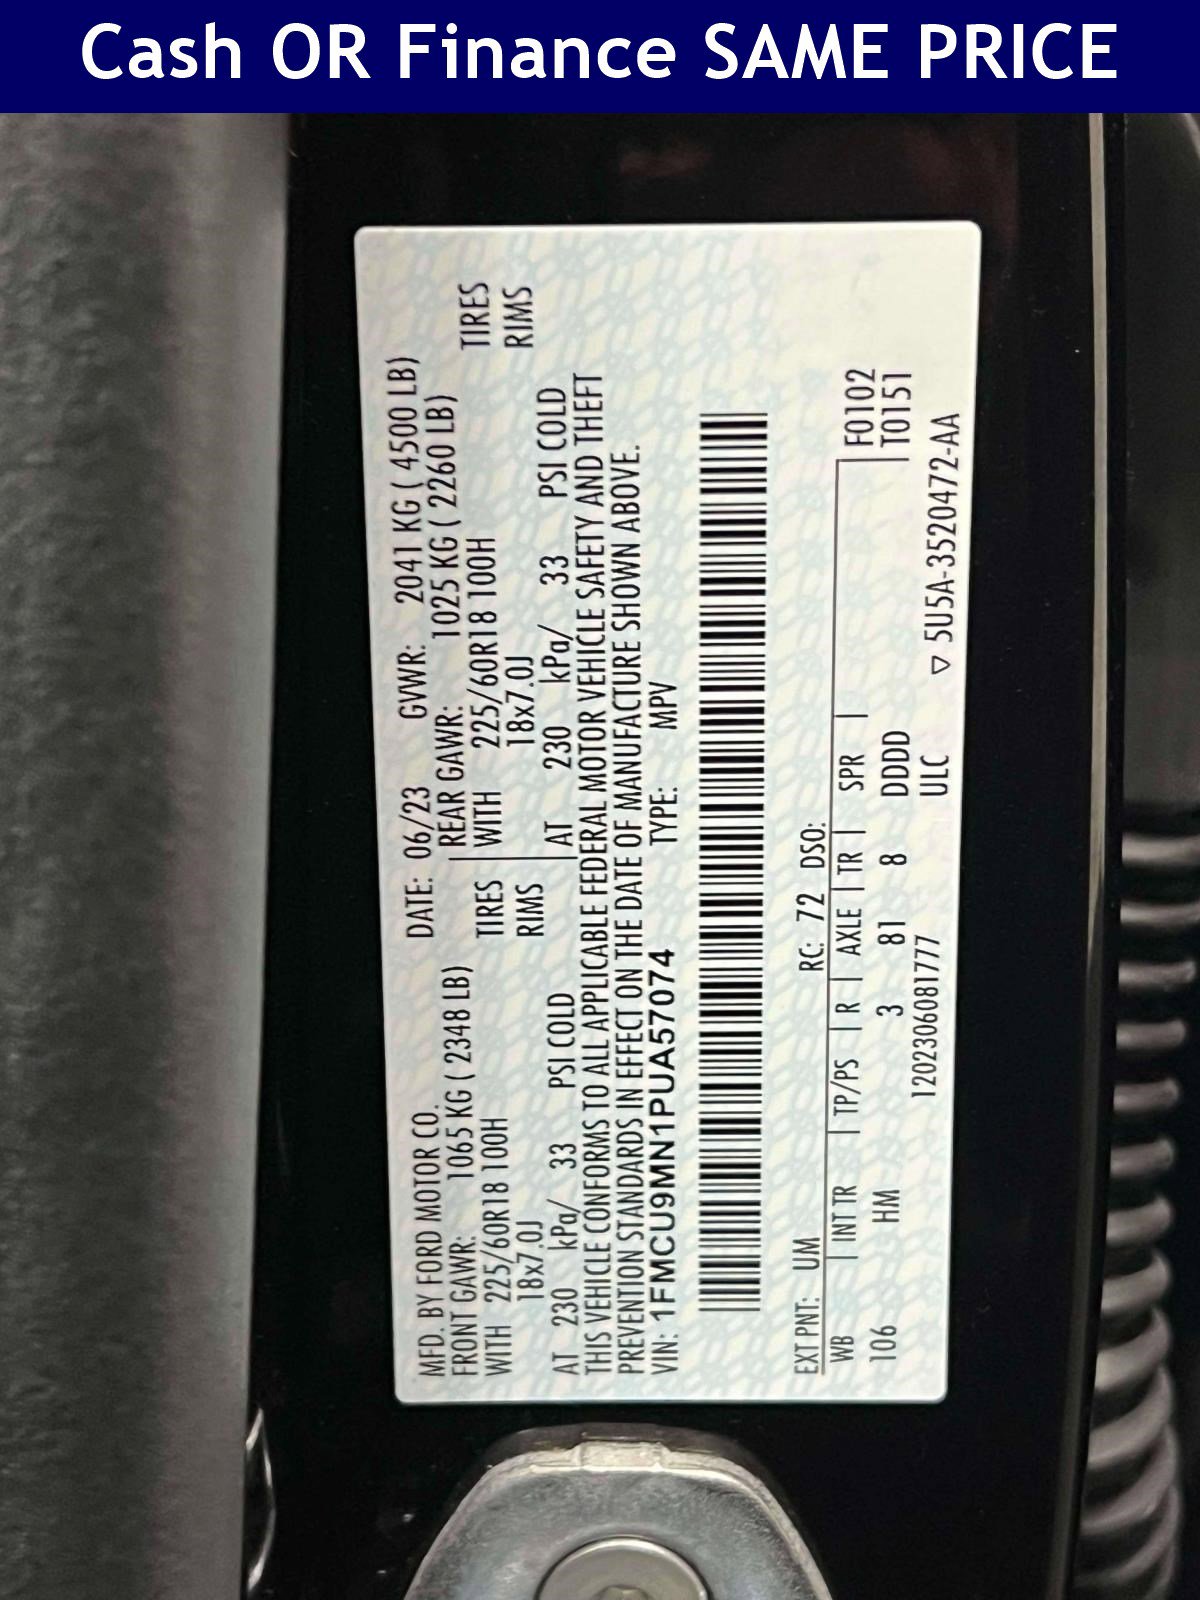 Cash OR Finance SAME PRICE
MFD. BY FORD MOTOR CO. DATE: 06/23 GVWR: 2041 KG ( 4500 LB)
FRONT GAWR: 1065 KG ( 2348 LB) REAR GAWR: 1025 KG ( 2260 LB)
WITH 225/60R18 100H TIRES WITH 225/60R18 100H TIRES
18x7.0J RIMS 18x7.0J RIMS
AT 230 kPa/ 33 PSI COLD AT 230 kPa/ 33 PSI COLD
THIS VEHICLE CONFORMS TO ALL APPLICABLE FEDERAL MOTOR VEHICLE SAFETY AND THEFT
PREVENTION STANDARDS IN EFFECT ON THE DATE OF MANUFACTURE SHOWN ABOVE.
VIN: 1FMCU9MN1PUA57074 TYPE: MPV
EXT PNT: UM RC: 72 DSO: F0102
WB | INT TR | TP/PS | R | AXLE | TR | SPR | T0151
106 HM 3 81 8 DDDD
1202306081777 ULC ▽ 5U5A-3520472-AA